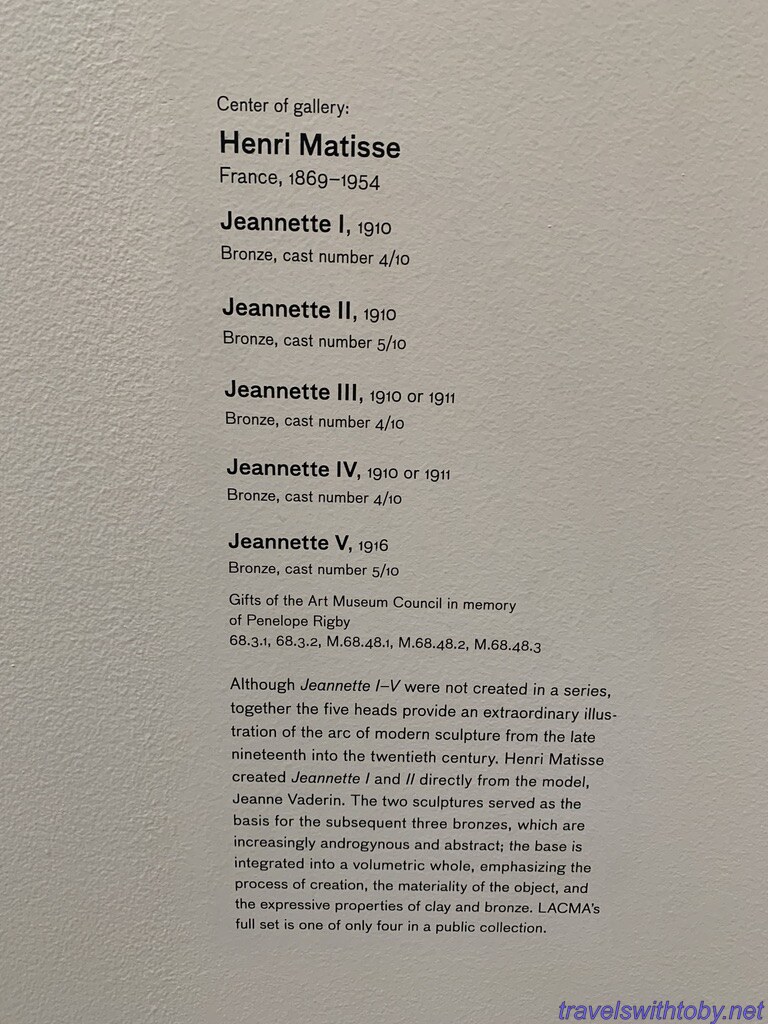 Center of gallery:
Henri Matisse
France, 1869–1954
Jeannette I, 1910
Bronze, cast number 4/10
Jeannette II, 1910
Bronze, cast number 5/10
Jeannette III, 1910 or 1911
Bronze, cast number 4/10
Jeannette IV, 1910 or 1911
Bronze, cast number 4/10
Jeannette V, 1916
Bronze, cast number 5/10
Gifts of the Art Museum Council in memory
of Penelope Rigby
68.3.1, 68.3.2, M.68.48.1, M.68.48.2, M.68.48.3
Although Jeannette I–V were not created in a series,
together the five heads provide an extraordinary illus-
tration of the arc of modern sculpture from the late
nineteenth into the twentieth century. Henri Matisse
created Jeannette I and II directly from the model,
Jeanne Vaderin. The two sculptures served as the
basis for the subsequent three bronzes, which are
increasingly androgynous and abstract; the base is
integrated into a volumetric whole, emphasizing the
process of creation, the materiality of the object, and
the expressive properties of clay and bronze. LACMA's
full set is one of only four in a public collection.
travelswithtoby.net